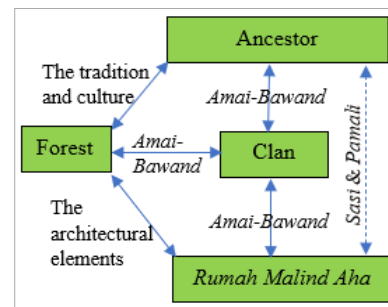 Ancestor
The tradition
and culture
Amai-Bawand
Sasi & Pamali
Forest
Amai-
Bawand
Clan
The
architectural
elements
Amai-Bawand
Rumah Malind Aha